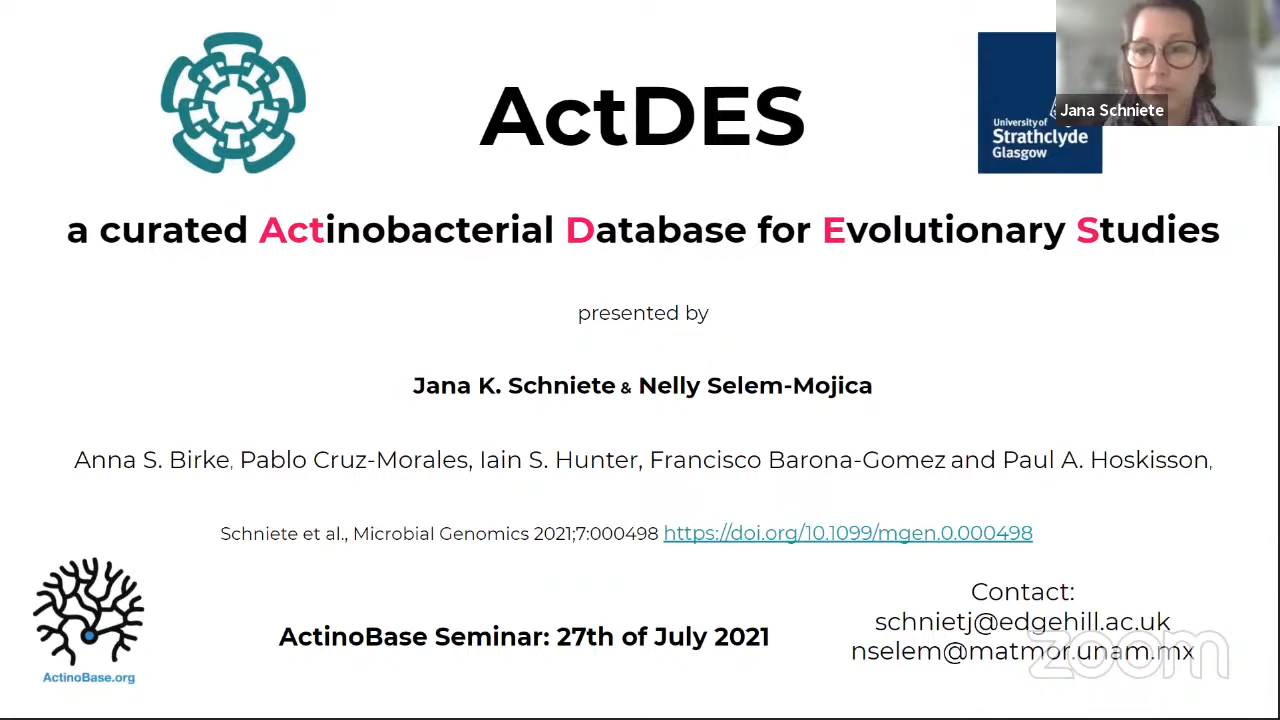 ActDES
University of
Strathclyde
Glasgow
Jana Schniete
a curated Actinobacterial Database for Evolutionary Studies
presented by
Jana K. Schniete & Nelly Selem-Mojica
Anna S. Birke, Pablo Cruz-Morales, Iain S. Hunter, Francisco Barona-Gomez and Paul A. Hoskisson,
Schniete et al., Microbial Genomics 2021;7:000498 https://doi.org/10.1099/mgen.0.000498
Contact:
schnietj@edgehill.ac.uk
nselem@matmor.unam.mx
ActinoBase Seminar: 27th of July 2021
ActinoBase.org
zoom